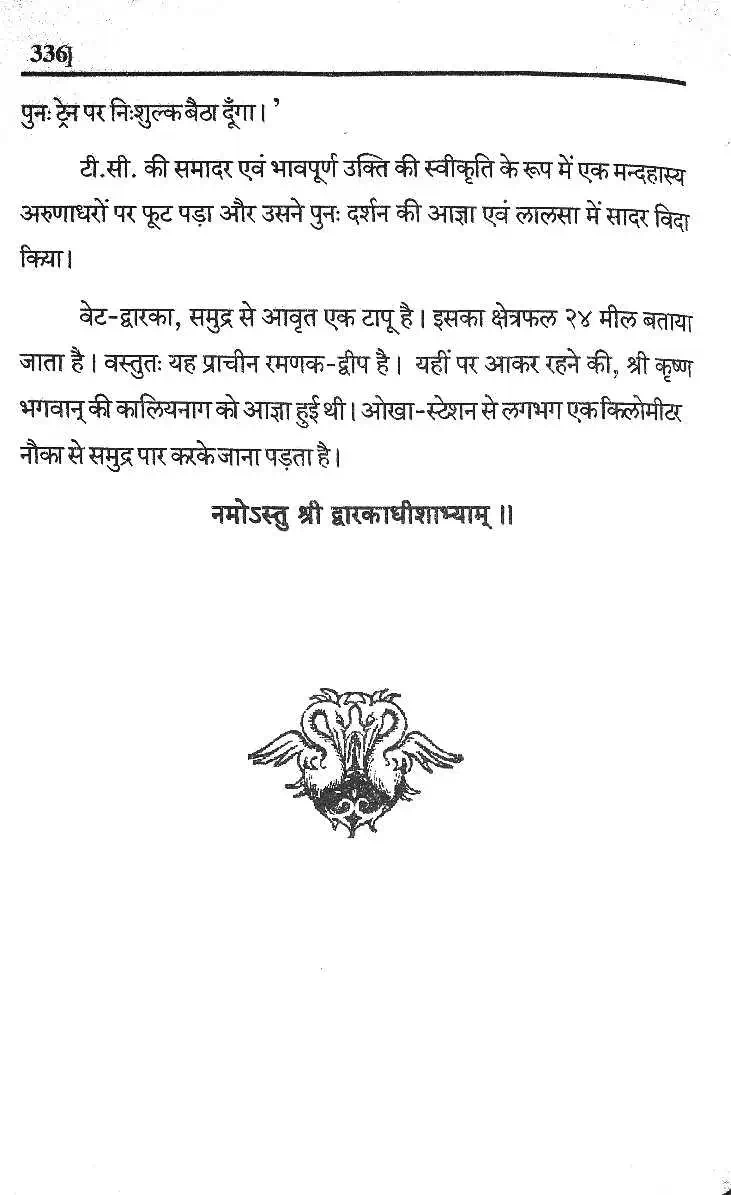 336]
पुनः ट्रेन पर निःशुल्क बैठा दूँगा। ’
टी.सी. की समादर एवं भावपूर्ण उक्ति की स्वीकृति के रूप में एक मन्दहास्य
अरुणाधरों पर फूट पड़ा और उसने पुनः दर्शन की आज्ञा एवं लालसा में सादर विदा
किया।
वेट-द्वारका, समुद्र से आवृत एक टापू है। इसका क्षेत्रफल २४ मील बताया
जाता है। वस्तुतः यह प्राचीन रमणक-द्वीप है। यहीं पर आकर रहने की, श्री कृष्ण
भगवान् की कालियनाग को आज्ञा हुई थी। ओखा-स्टेशन से लगभग एक किलोमीटर
नौका से समुद्र पार करके जाना पड़ता है।
नमोऽस्तु श्री द्वारकाधीशाभ्याम् ॥